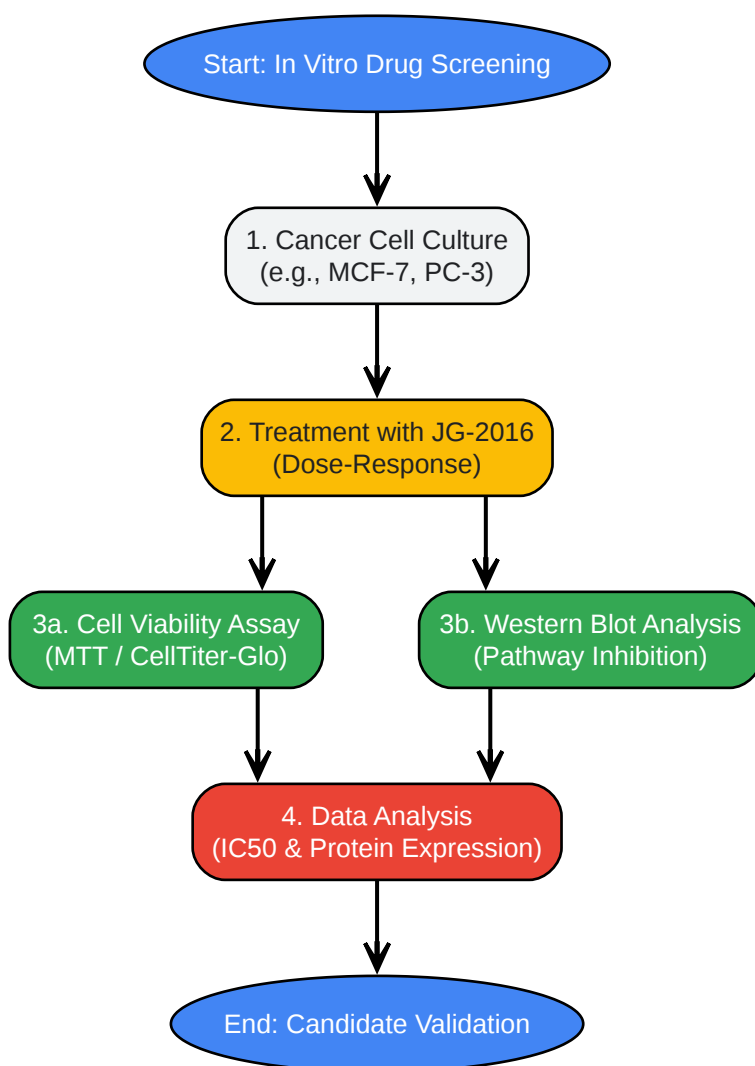 Start: In Vitro Drug Screening
1. Cancer Cell Culture
(e.g., MCF-7, PC-3)
2. Treatment with JG-2016
(Dose-Response)
3a. Cell Viability Assay
(MTT / CellTiter-Glo)
3b. Western Blot Analysis
(Pathway Inhibition)
4. Data Analysis
(IC50 & Protein Expression)
End: Candidate Validation